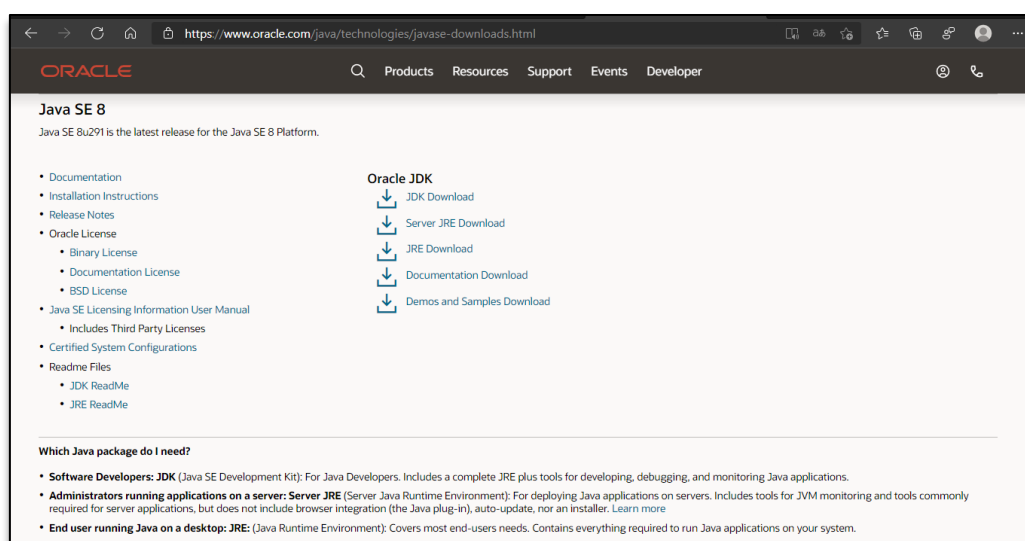 https://www.oracle.com/java/technologies/javase-downloads.html
ORACLE
Products Resources Support Events Developer
Java SE 8
Java SE 8u291 is the latest release for the Java SE 8 Platform.
• Documentation
• Installation Instructions
• Release Notes
• Oracle License
• Binary License
• Documentation License
• BSD License
• Java SE Licensing Information User Manual
• Includes Third Party Licenses
• Certified System Configurations
• Readme Files
• JDK ReadMe
• JRE ReadMe
Oracle JDK
JDK Download
Server JRE Download
JRE Download
Documentation Download
Demos and Samples Download
Which Java package do I need?
• Software Developers: JDK (Java SE Development Kit): For Java Developers. Includes a complete JRE plus tools for developing, debugging, and monitoring Java applications.
• Administrators running applications on a server: Server JRE (Server Java Runtime Environment): For deploying Java applications on servers. Includes tools for JVM monitoring and tools commonly
required for server applications, but does not include browser integration (the Java plug-in), auto-update, nor an installer. Learn more
• End user running Java on a desktop: JRE: (Java Runtime Environment): Covers most end-users needs. Contains everything required to run Java applications on your system.